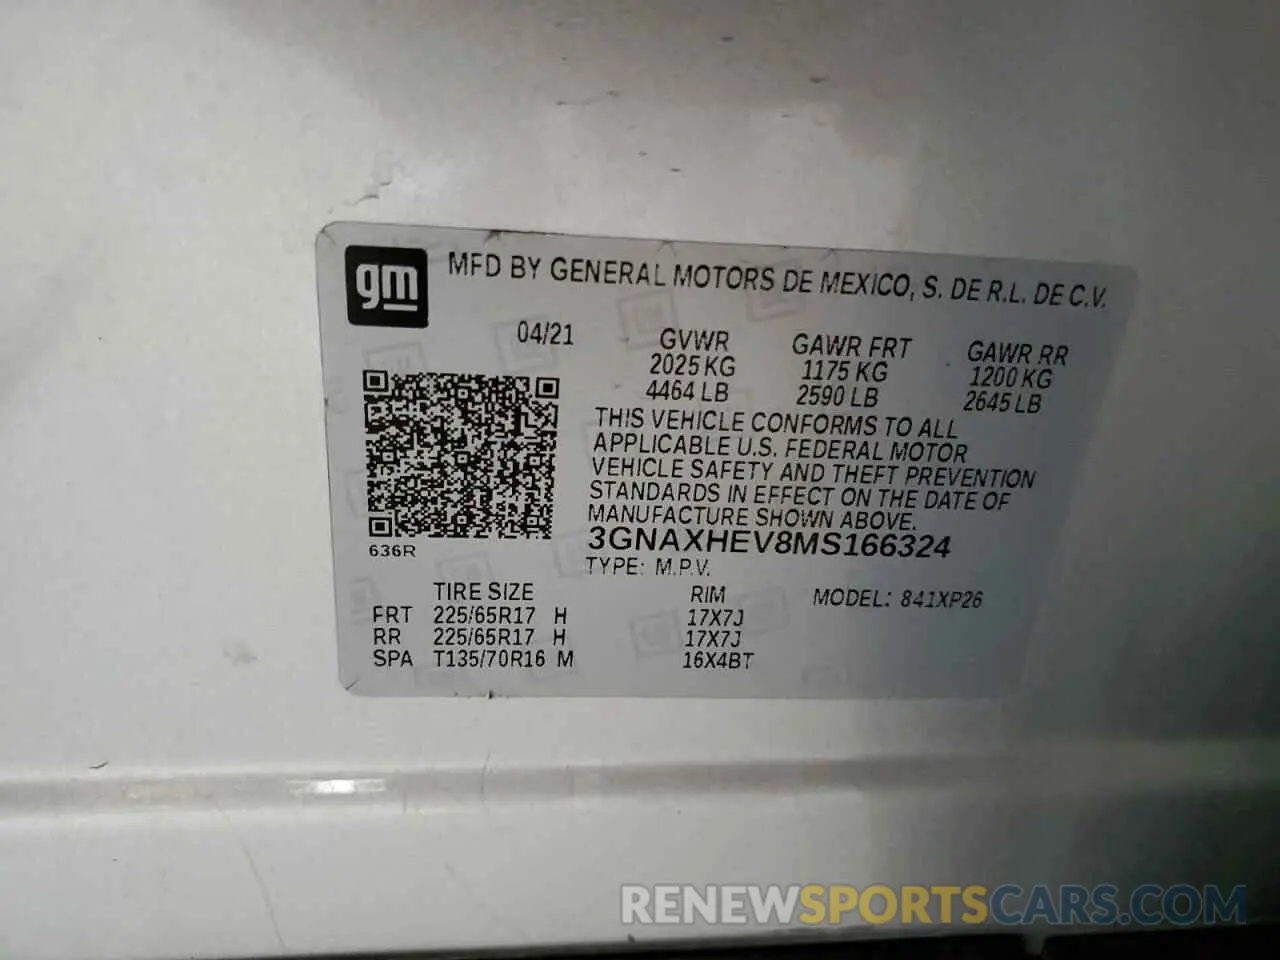 gm
MFD BY GENERAL MOTORS DE MEXICO, S. DE R.L. DE C.V.
04/21 GVWR GAWR FRT GAWR RR
2025 KG 1175 KG 1200 KG
4464 LB 2590 LB 2645 LB
THIS VEHICLE CONFORMS TO ALL
APPLICABLE U.S. FEDERAL MOTOR
VEHICLE SAFETY AND THEFT PREVENTION
STANDARDS IN EFFECT ON THE DATE OF
MANUFACTURE SHOWN ABOVE.
3GNAXHEV8MS166324
636R
TYPE: M.P.V.
TIRE SIZE RIM MODEL: 841XP26
FRT 225/65R17 H 17X7J
RR 225/65R17 H 17X7J
SPA T135/70R16 M 16X4BT
RENEWSPORTSCARS.COM